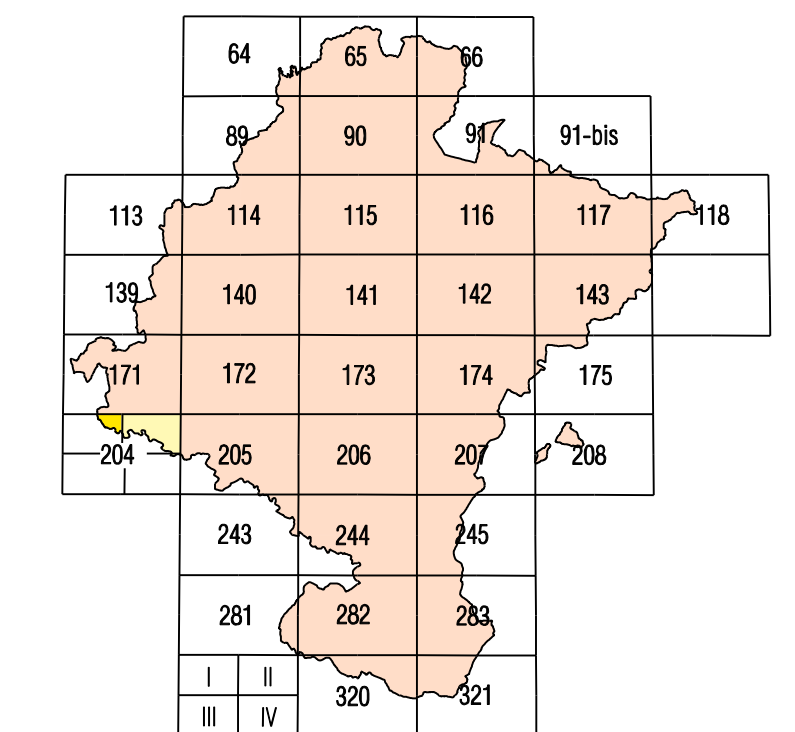 64 65 66
89 90 91 91-bis
113 114 115 116 117 118
139 140 141 142 143
171 172 173 174 175
204 205 206 207 208
243 244 245
281 282 283
I II
320 321
III IV